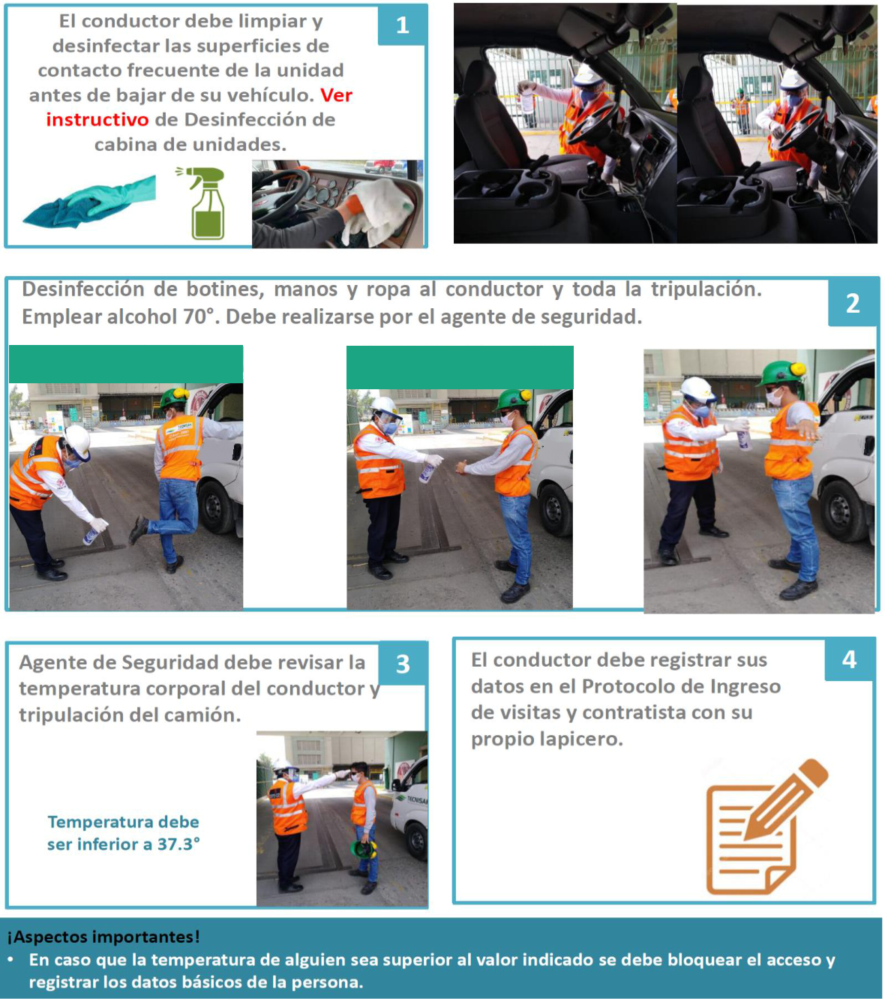 1
El conductor debe limpiar y
desinfectar las superficies de
contacto frecuente de la unidad
antes de bajar de su vehículo. Ver
instructivo de Desinfección de
cabina de unidades.
2
Desinfección de botines, manos y ropa al conductor y toda la tripulación.
Emplear alcohol 70°. Debe realizarse por el agente de seguridad.
3
Agente de Seguridad debe revisar la
temperatura corporal del conductor y
tripulación del camión.
Temperatura debe
ser inferior a 37.3°
TECNISAN
4
El conductor debe registrar sus
datos en el Protocolo de Ingreso
de visitas y contratista con su
propio lapicero.
¡Aspectos importantes!
• En caso que la temperatura de alguien sea superior al valor indicado se debe bloquear el acceso y
registrar los datos básicos de la persona.